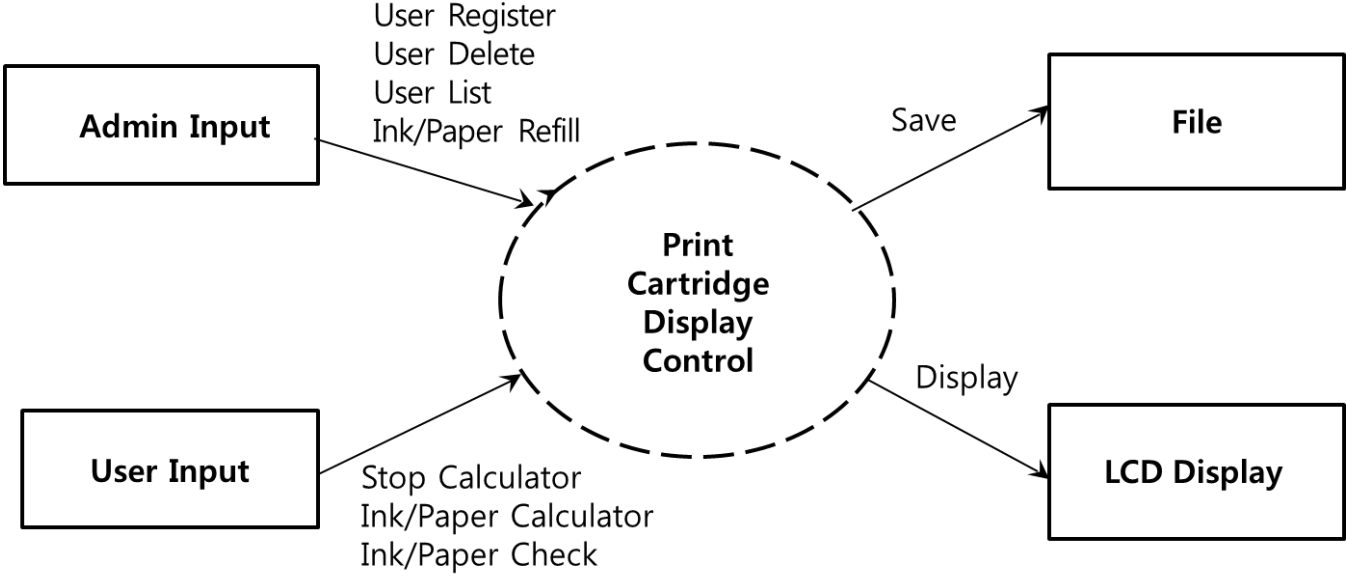 User Register
User Delete
User List
Ink/Paper Refill
Admin Input
Save
File
Print
Cartridge
Display
Control
Display
User Input
Stop Calculator
Ink/Paper Calculator
Ink/Paper Check
LCD Display